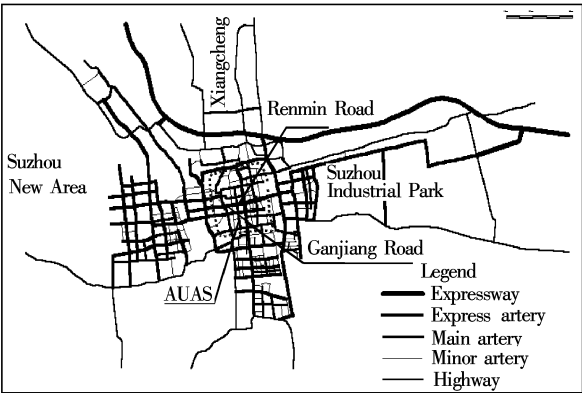 Xiangcheng
Renmin Road
Suzhou
New Area
Suzhou
Industrial Park
Ganjiang Road
AUAS
Legend
Expressway
Express artery
Main artery
Minor artery
Highway